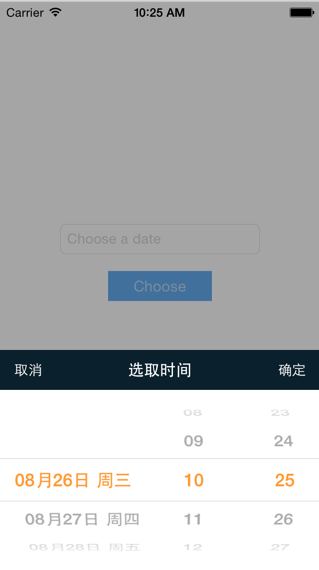 Carrier 10:25 AM
Choose a date
Choose
取消 选取时间 确定
08 23
09 24
08月26日 周三 10 25
08月27日 周四 11 26
08月28日 周五 12 27